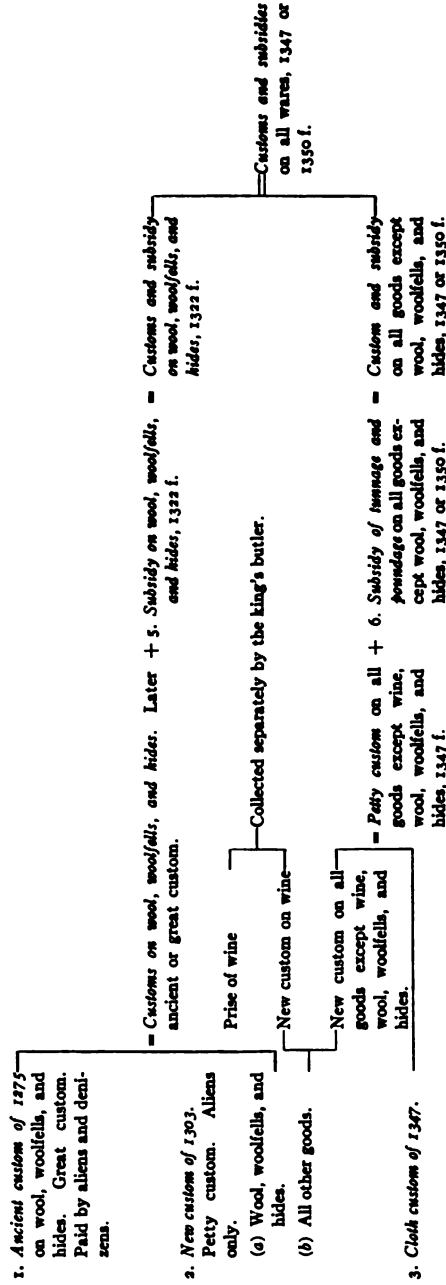 1. Ancient custom of 1275
on wool, woolfells, and
hides. Great custom.
Paid by aliens and deni-
zens.
2. New custom of 1303.
Petty custom. Aliens
only.
(a) Wool, woolfells, and
hides.
(b) All other goods.
3. Cloth custom of 1347.
= Customs on wool, woolfells, and hides. Later + 5. Subsidy on wool, woolfells,
ancient or great custom.
and hides, 1322 f.
= Customs and subsidy
on wool, woolfells, and
hides, 1322 f.
Prise of wine
New custom on wine
Collected separately by the king's butler.
New custom on all
goods except wine,
wool, woolfells, and
hides.
= Petty custom on all + 6. Subsidy of tunnage and
goods except wine,
wool, woolfells, and
hides, 1347 f.
poundage on all goods ex-
cept wool, woolfells, and
hides, 1347 or 1350 f.
= Custom and subsidy
on all goods except
wool, woolfells, and
hides, 1347 or 1350 f.
Customs and subsidies
on all wares, 1347 or
1350 f.